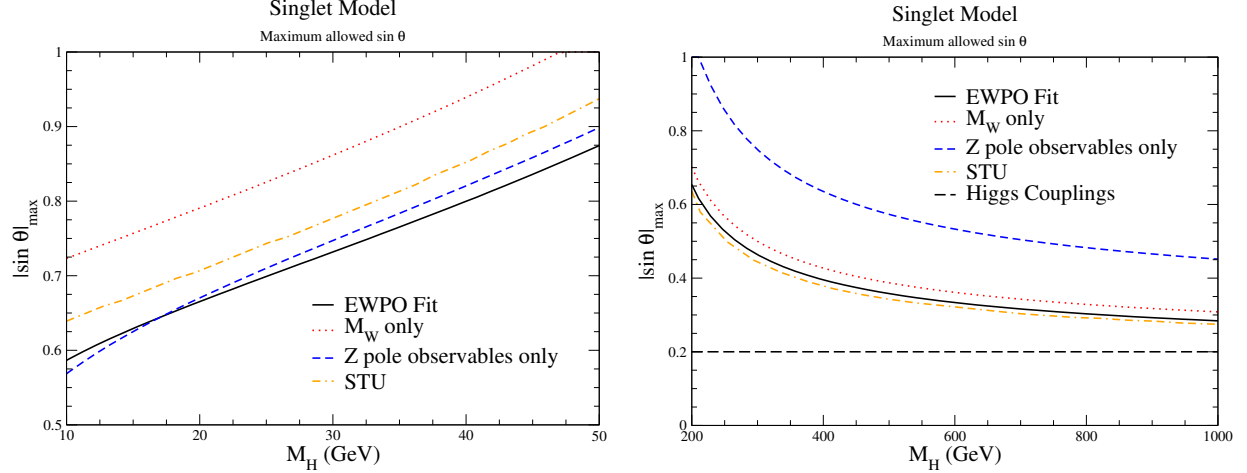 Singlet Model
Maximum allowed sin θ
|sin θ|max
1
0.9
0.8
0.7
0.6
0.5
EWPO Fit
MW only
Z pole observables only
STU
10
20
30
40
50
MH (GeV)
Singlet Model
Maximum allowed sin θ
|sin θ|max
1
0.8
0.6
0.4
0.2
0
EWPO Fit
MW only
Z pole observables only
STU
Higgs Couplings
200
400
600
800
1000
MH (GeV)